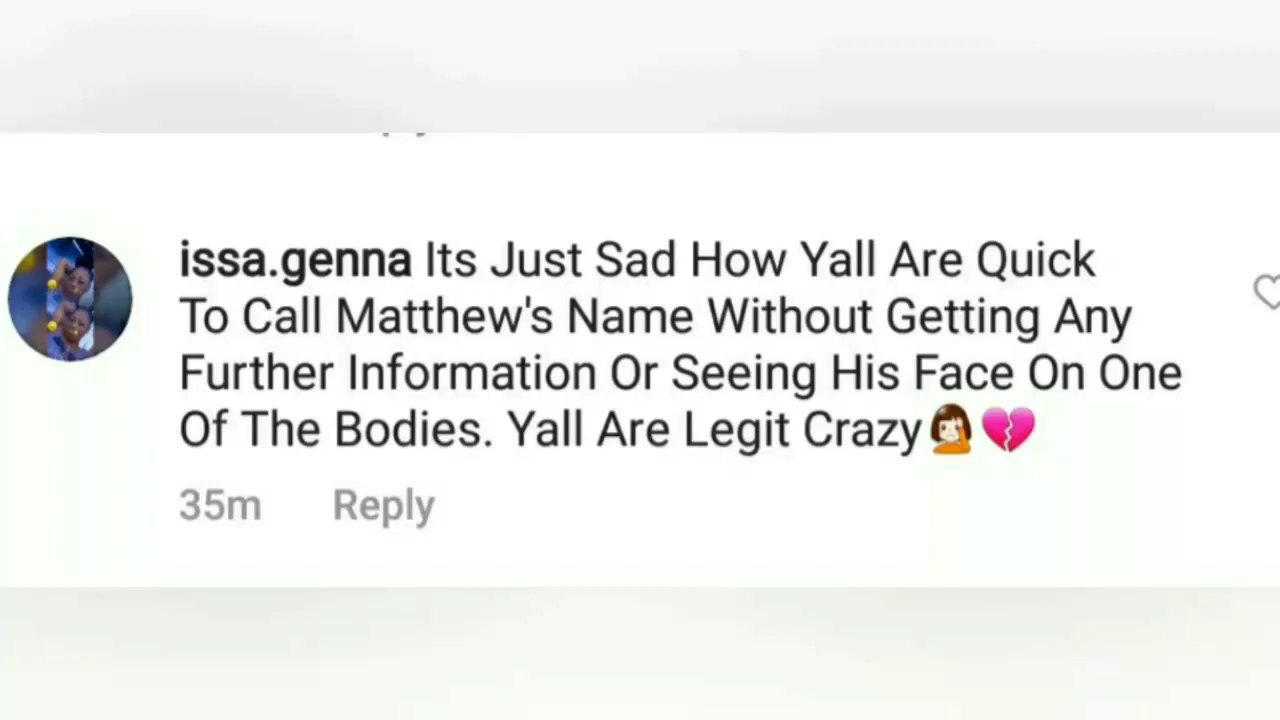 issa.genna Its Just Sad How Yall Are Quick
To Call Matthew's Name Without Getting Any
Further Information Or Seeing His Face On One
Of The Bodies. Yall Are Legit Crazy🤦💔
35m Reply